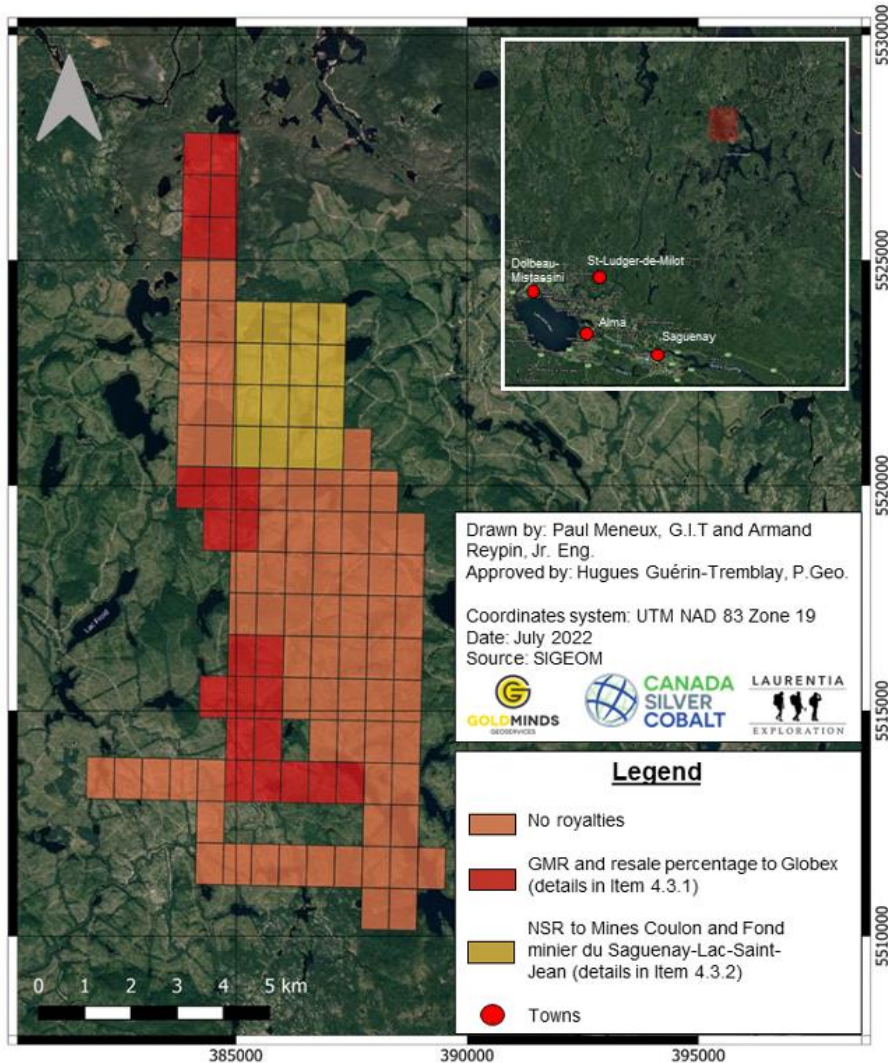 5530000
Dolbeau-
Mistassini
St-Ludger-de-Milot
Alma
Saguenay
5525000
5520000
Lac Froid
Drawn by: Paul Meneux, G.I.T and Armand
Reypin, Jr. Eng.
Approved by: Hugues Guérin-Tremblay, P.Geo.
Coordinates system: UTM NAD 83 Zone 19
Date: July 2022
Source: SIGEOM
GOLDMINDS
GEOSERVICES
CANADA
SILVER
COBALT
LAURENTIA
EXPLORATION
5515000
Legend
No royalties
GMR and resale percentage to Globex
(details in Item 4.3.1)
NSR to Mines Coulon and Fond
minier du Saguenay-Lac-Saint-
Jean (details in Item 4.3.2)
Towns
5510000
0 1 2 3 4 5 km
385000
390000
395000